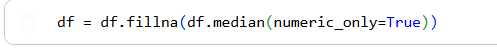 df = df.fillna(df.median(numeric_only=True))